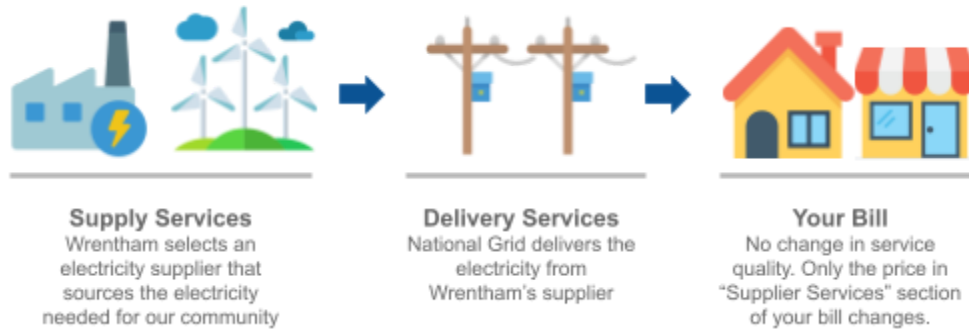 Supply Services
Wrentham selects an
electricity supplier that
sources the electricity
needed for our community
Delivery Services
National Grid delivers the
electricity from
Wrentham's supplier
Your Bill
No change in service
quality. Only the price in
“Supplier Services” section
of your bill changes.